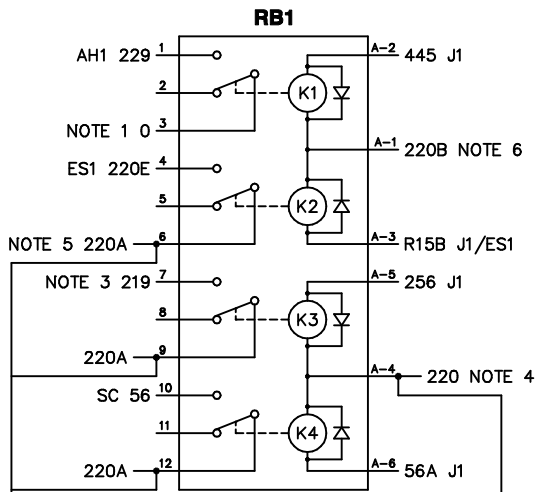 RB1
AH1 229 1 A-2 445 J1
2 K1
NOTE 1 0 3 A-1 220B NOTE 6
ES1 220E 4
5 K2
NOTE 5 220A 6 A-3 R15B J1/ES1
NOTE 3 219 7 A-5 256 J1
8 K3
220A 9 A-4 220 NOTE 4
SC 56 10
11 K4
220A 12 A-6 56A J1